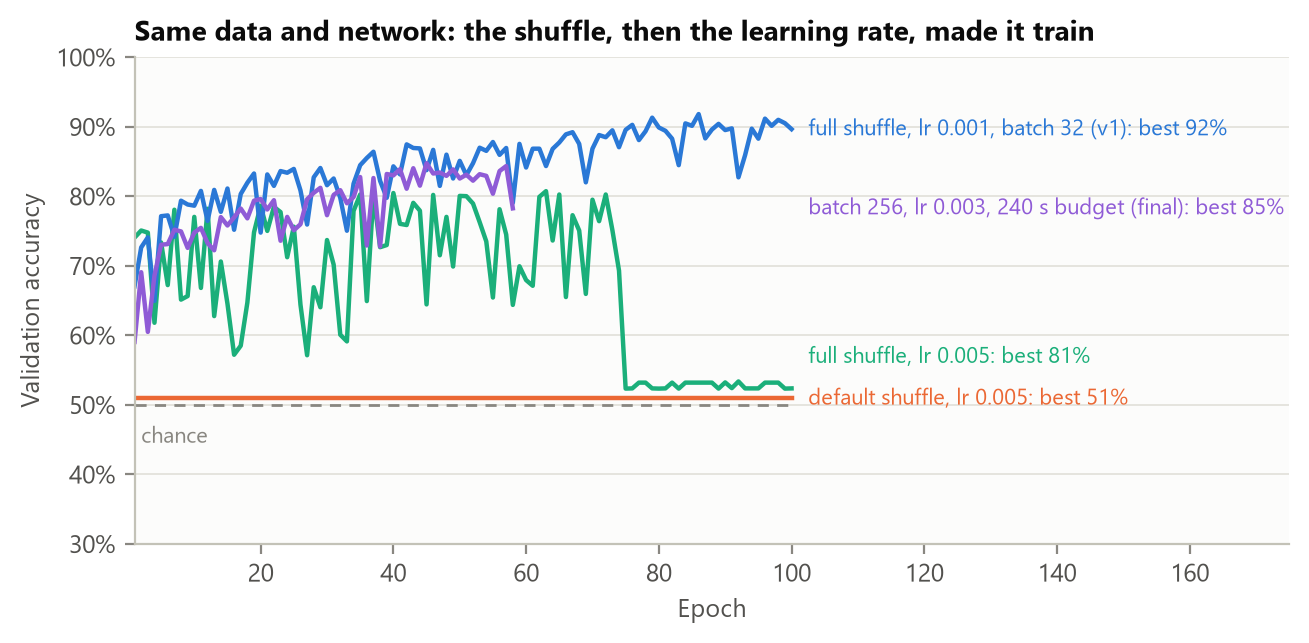 Same data and network: the shuffle, then the learning rate, made it train
100%
90%
80%
70%
60%
50%
40%
30%
Validation accuracy
full shuffle, lr 0.001, batch 32 (v1): best 92%
batch 256, lr 0.003, 240 s budget (final): best 85%
full shuffle, lr 0.005: best 81%
default shuffle, lr 0.005: best 51%
chance
20 40 60 80 100 120 140 160
Epoch